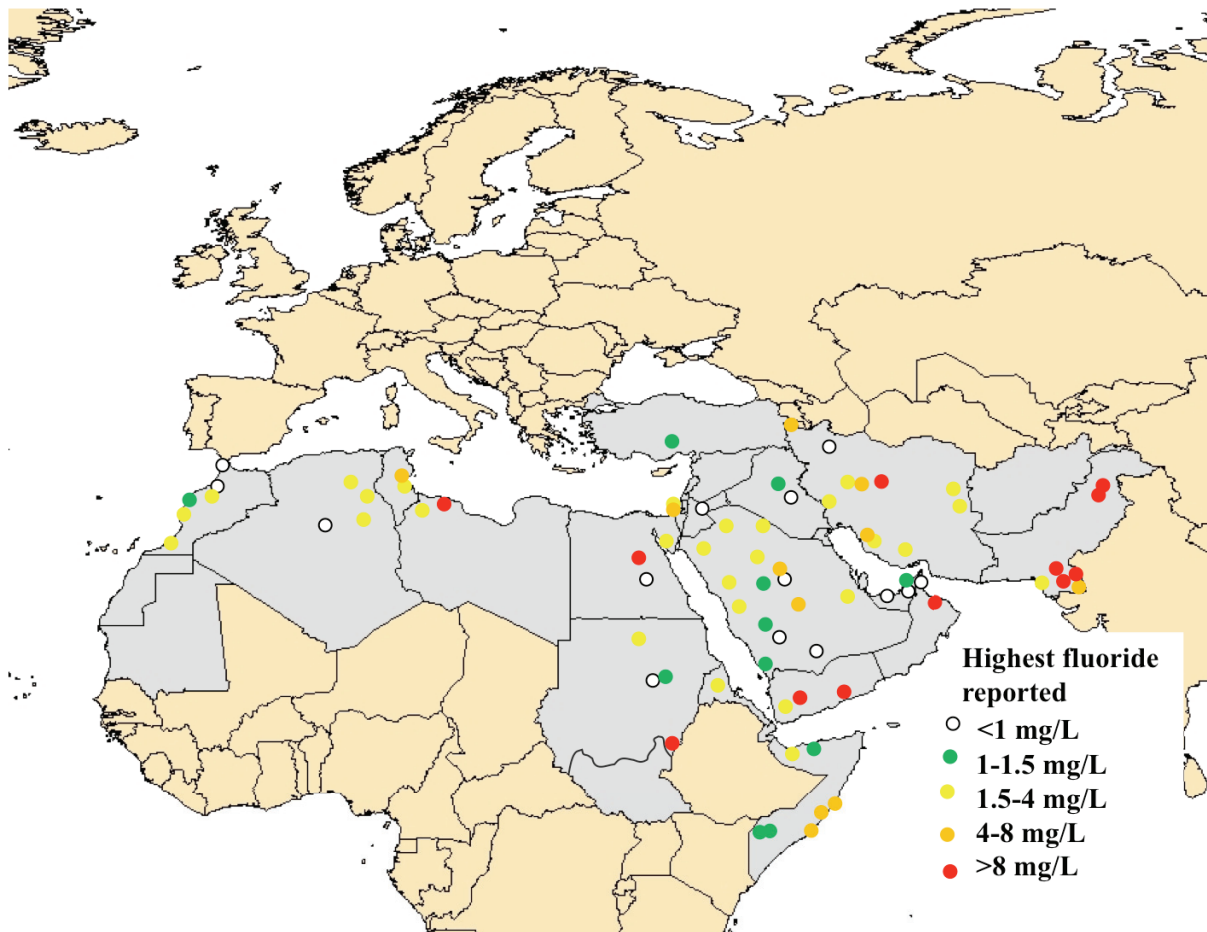 Highest fluoride
reported
<1 mg/L
1-1.5 mg/L
1.5-4 mg/L
4-8 mg/L
>8 mg/L